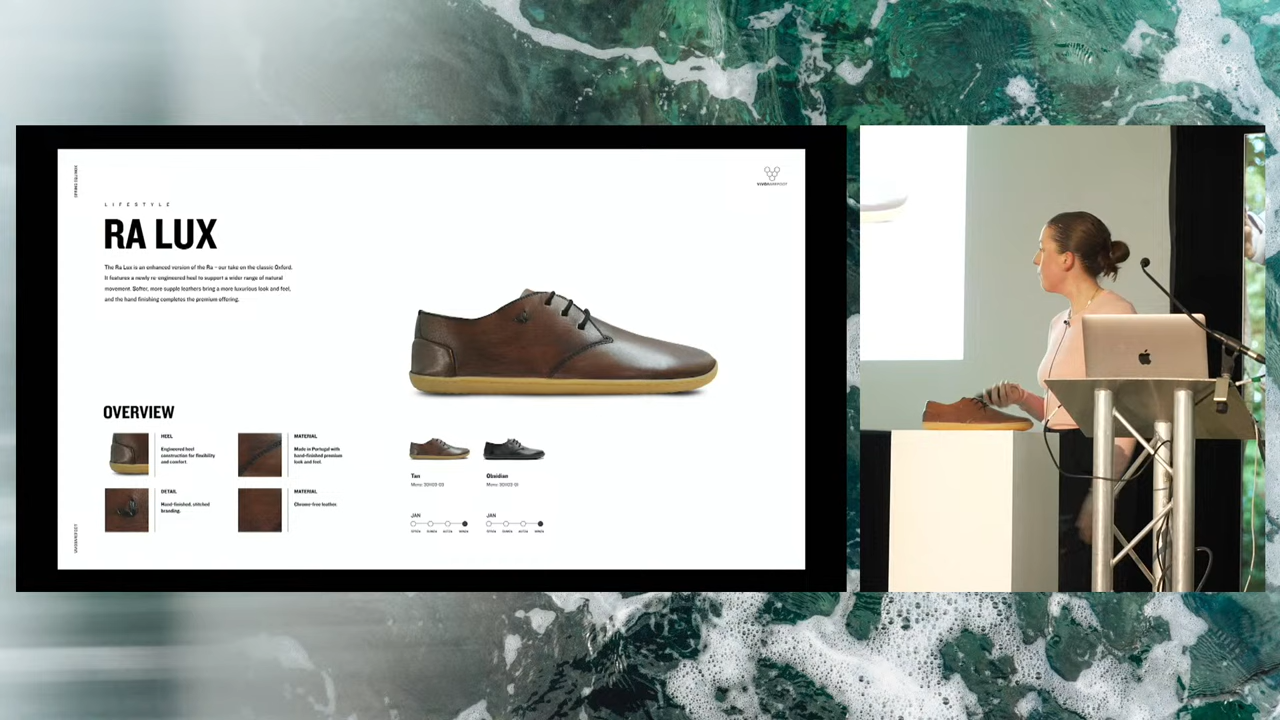 LIFESTYLE
RA LUX
The Ra Lux is an enhanced version of the Ra – our take on the classic Oxford.
It features a newly re-engineered heel to support a wider range of natural
movement. Softer, more supple leathers bring a more luxurious look and feel,
and the hand finishing completes the premium offering.
VIVOBAREFOOT
OVERVIEW
HEEL
Engineered heel
construction for flexibility
and comfort
MATERIAL
Made in Portugal with
hand-finished premium
look and feel.
DETAIL
Hand-finished, stitched
branding.
MATERIAL
Chrome-free leather.
Tan
Obsidian
JAN
JAN
VIVOBAREFOOT